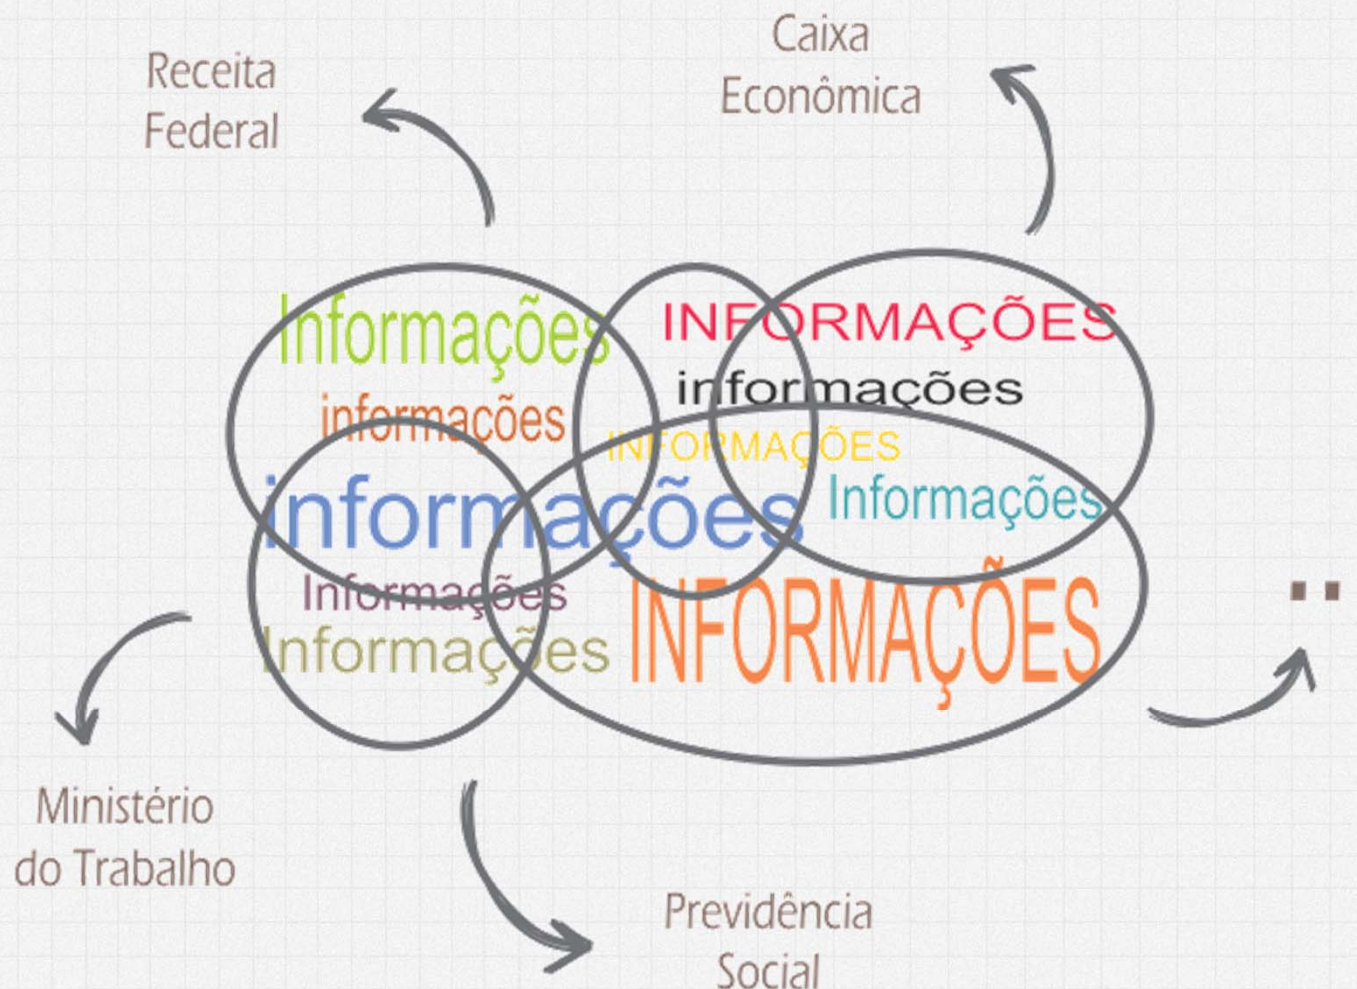 Receita
Federal
Caixa
Econômica
Informações
INFORMAÇÕES
informações
informações
INFORMAÇÕES
informações
Informações
Informações
INFORMAÇÕES
Informações
Ministério
do Trabalho
Previdência
Social